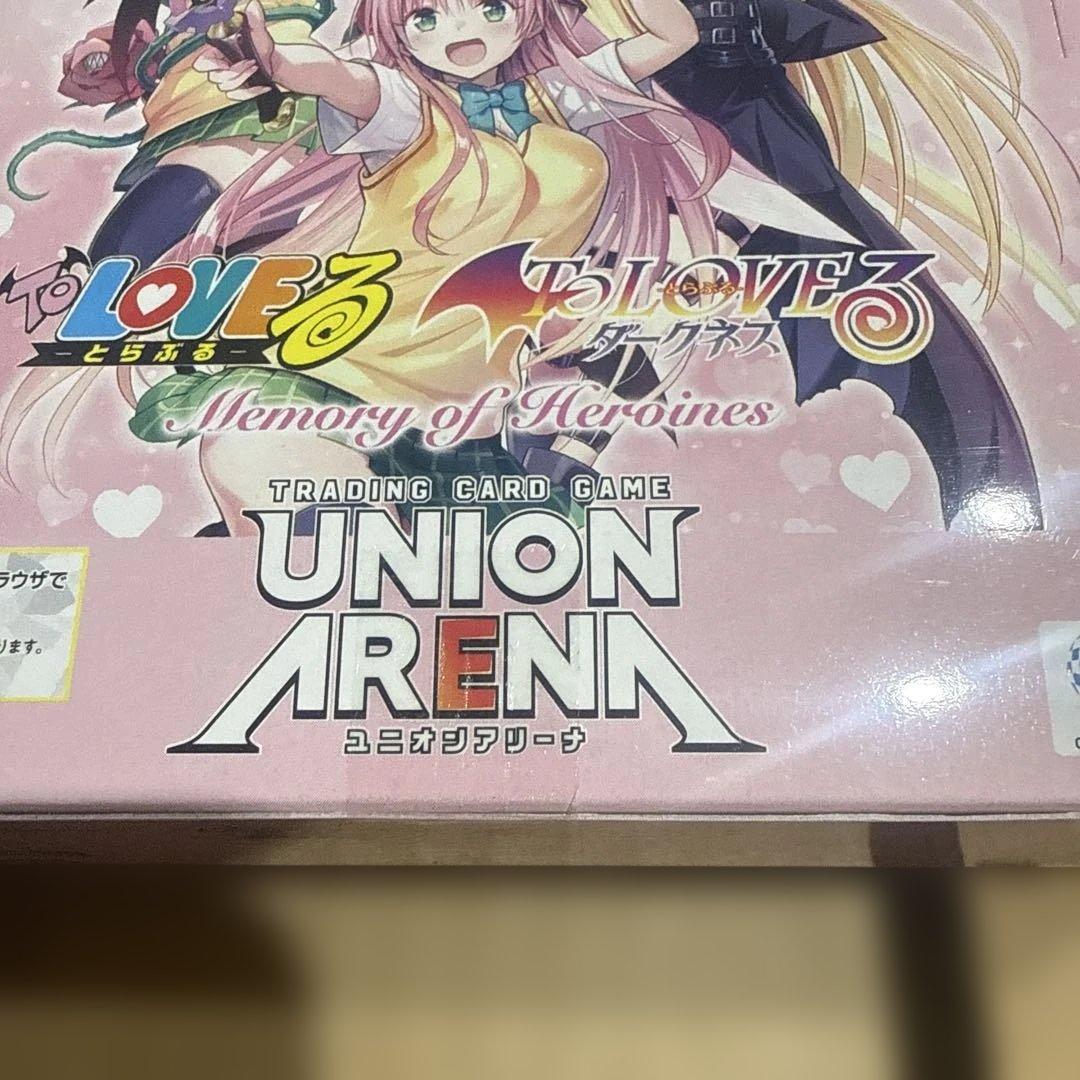 To LOVEる
-とらぶる-
To LOVEる
-とらぶる-
ダークネス
Memory of Heroines
TRADING CARD GAME
UNION
ARENA
ユニオンアリーナ
ラウザで
ります。